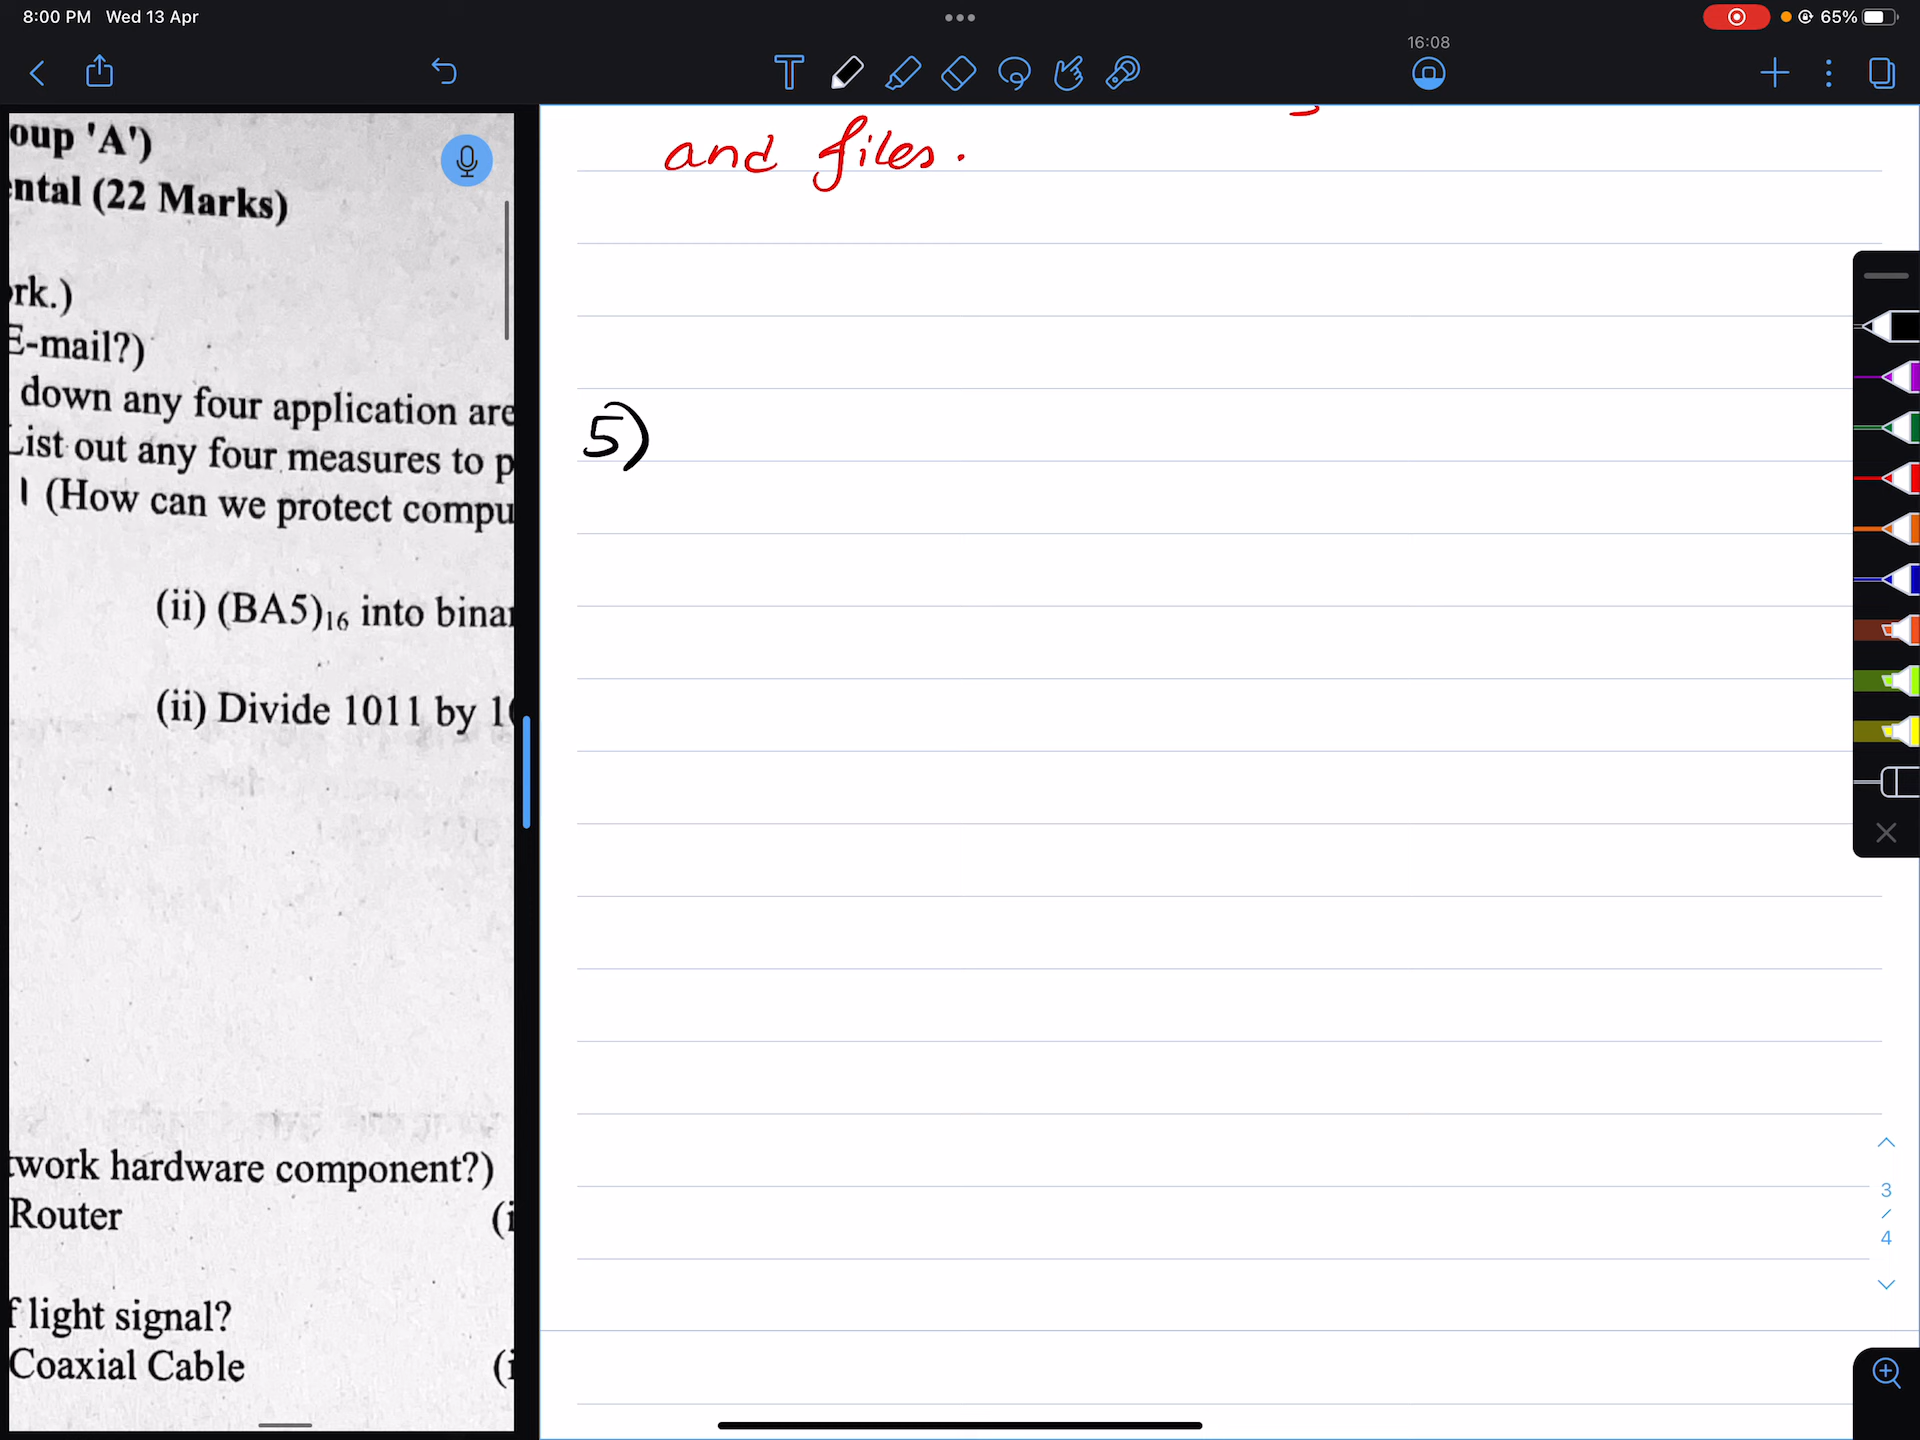 8:00 PM Wed 13 Apr
65%
16:08
oup 'A')
ntal (22 Marks)
rk.)
E-mail?)
down any four application are
List out any four measures to p
(How can we protect compu
(ii) (BA5)₁₆ into binar
(ii) Divide 1011 by 1
twork hardware component?)
Router (i
f light signal?
Coaxial Cable (i
and files.
5)
3
/
4